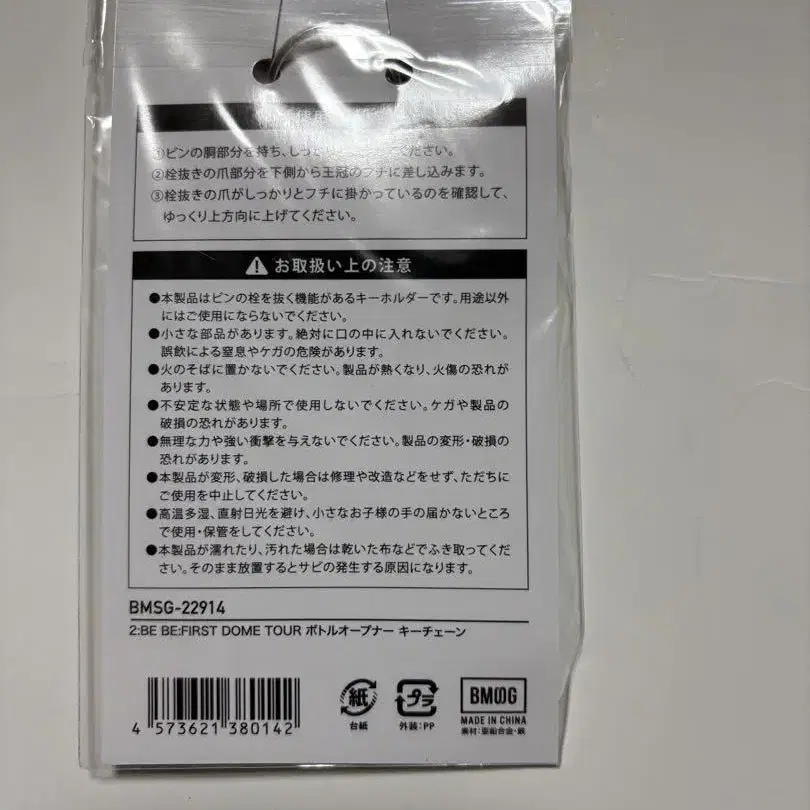 ①ビンの胴部分を持ち、しっ ください。
②栓抜きの爪部分を下側から王冠のフチに差し込みます。
③栓抜きの爪がしっかりとフチに掛かっているのを確認して、
ゆっくり上方向に上げてください。
お取扱い上の注意
●本製品はビンの栓を抜く機能があるキーホルダーです。用途以外
にはご使用にならないでください。
●小さな部品があります。絶対に口の中に入れないでください。
誤飲による窒息やケガの危険があります。
●火のそばに置かないでください。製品が熱くなり、火傷の恐れが
あります。
●不安定な状態や場所で使用しないでください。ケガや製品の
破損の恐れがあります。
●無理な力や強い衝撃を与えないでください。製品の変形・破損の
恐れがあります。
●本製品が変形、破損した場合は修理や改造などをせず、ただちに
ご使用を中止してください。
●高温多湿、直射日光を避け、小さなお子様の手の届かないところ
で使用・保管をしてください。
●本製品が濡れたり、汚れた場合は乾いた布などでふき取ってくだ
さい。そのまま放置するとサビの発生する原因になります。
BMSG-22914
2:BE BE:FIRST DOME TOUR ボトルオープナー キーチェーン
4 573621 380142
紙
台紙
プラ
外装:PP
BMSG
MADE IN CHINA
素材:亜鉛合金・鉄